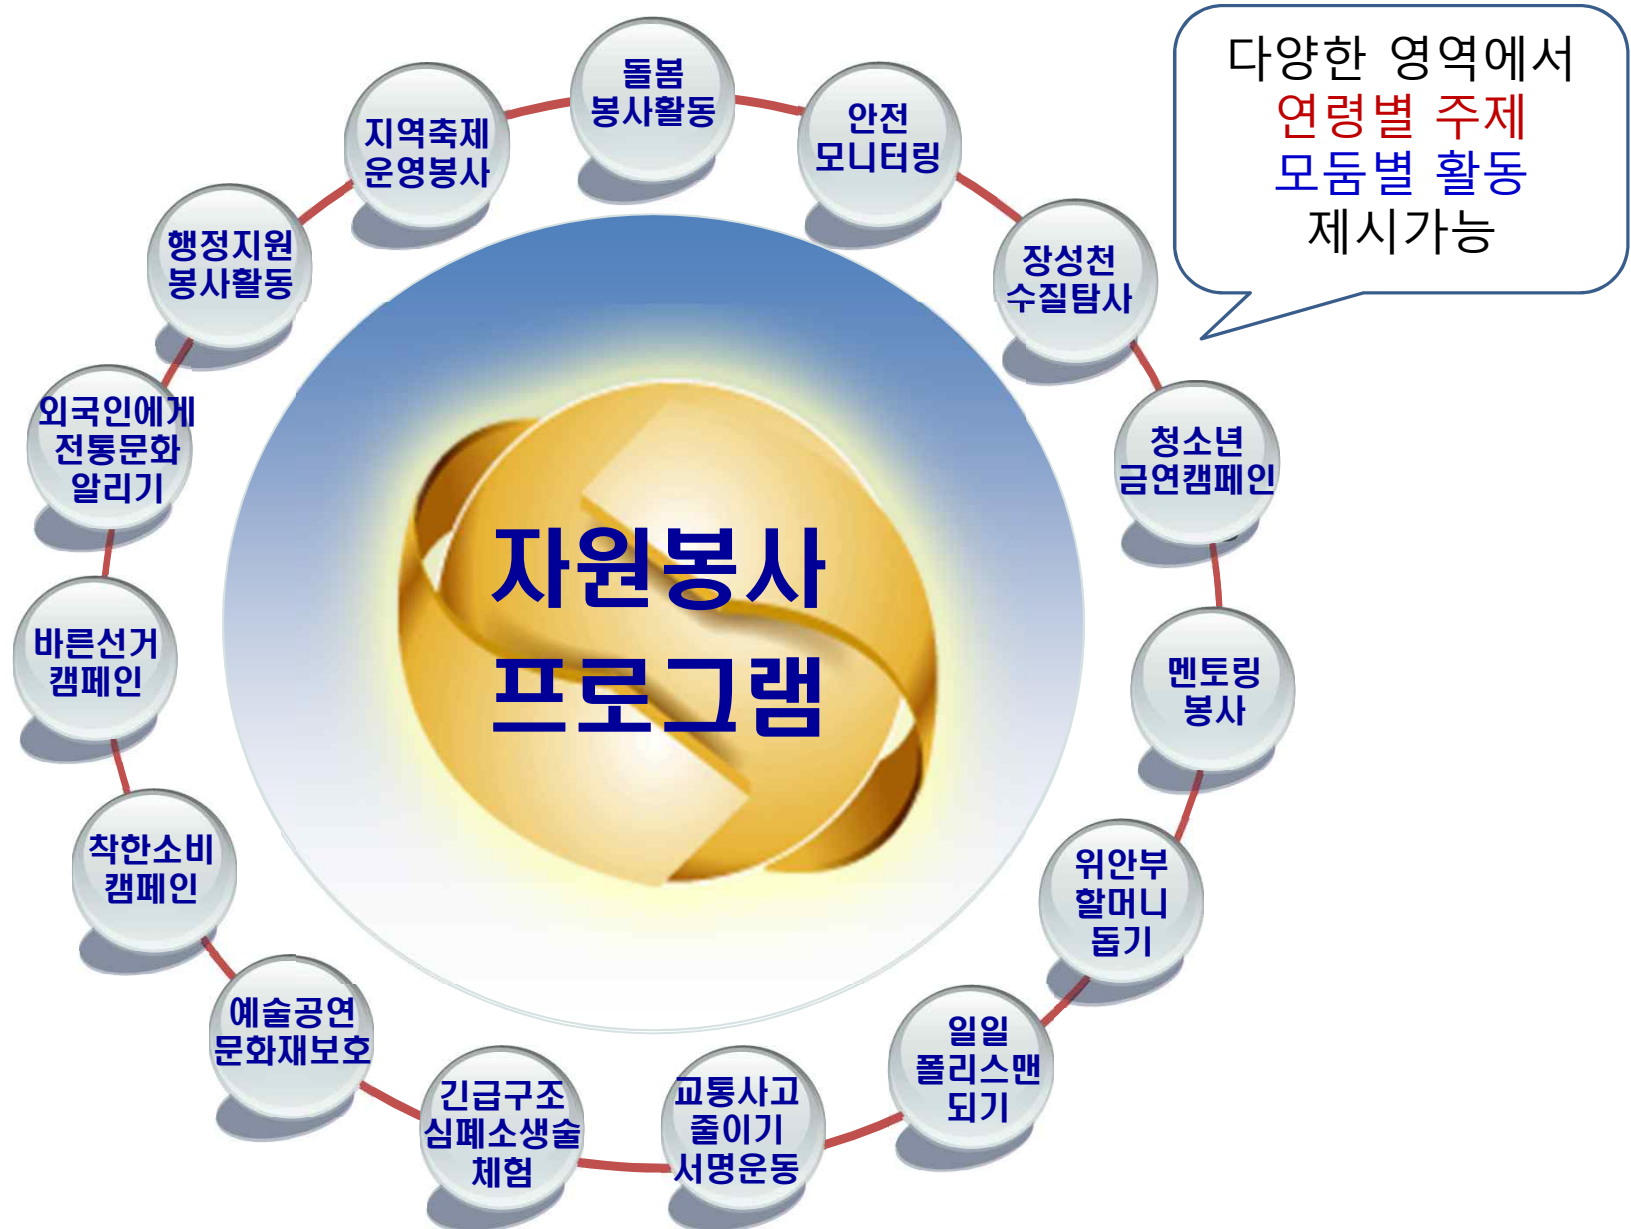 다양한 영역에서
연령별 주제
모둠별 활동
제시가능
돌봄
봉사활동
안전
모니터링
장성천
수질탐사
청소년
금연캠페인
멘토링
봉사
위안부
할머니
돕기
일일
폴리스맨
되기
교통사고
줄이기
서명운동
긴급구조
심폐소생술
체험
예술공연
문화재보호
착한소비
캠페인
바른선거
캠페인
외국인에게
전통문화
알리기
행정지원
봉사활동
지역축제
운영봉사
자원봉사
프로그램